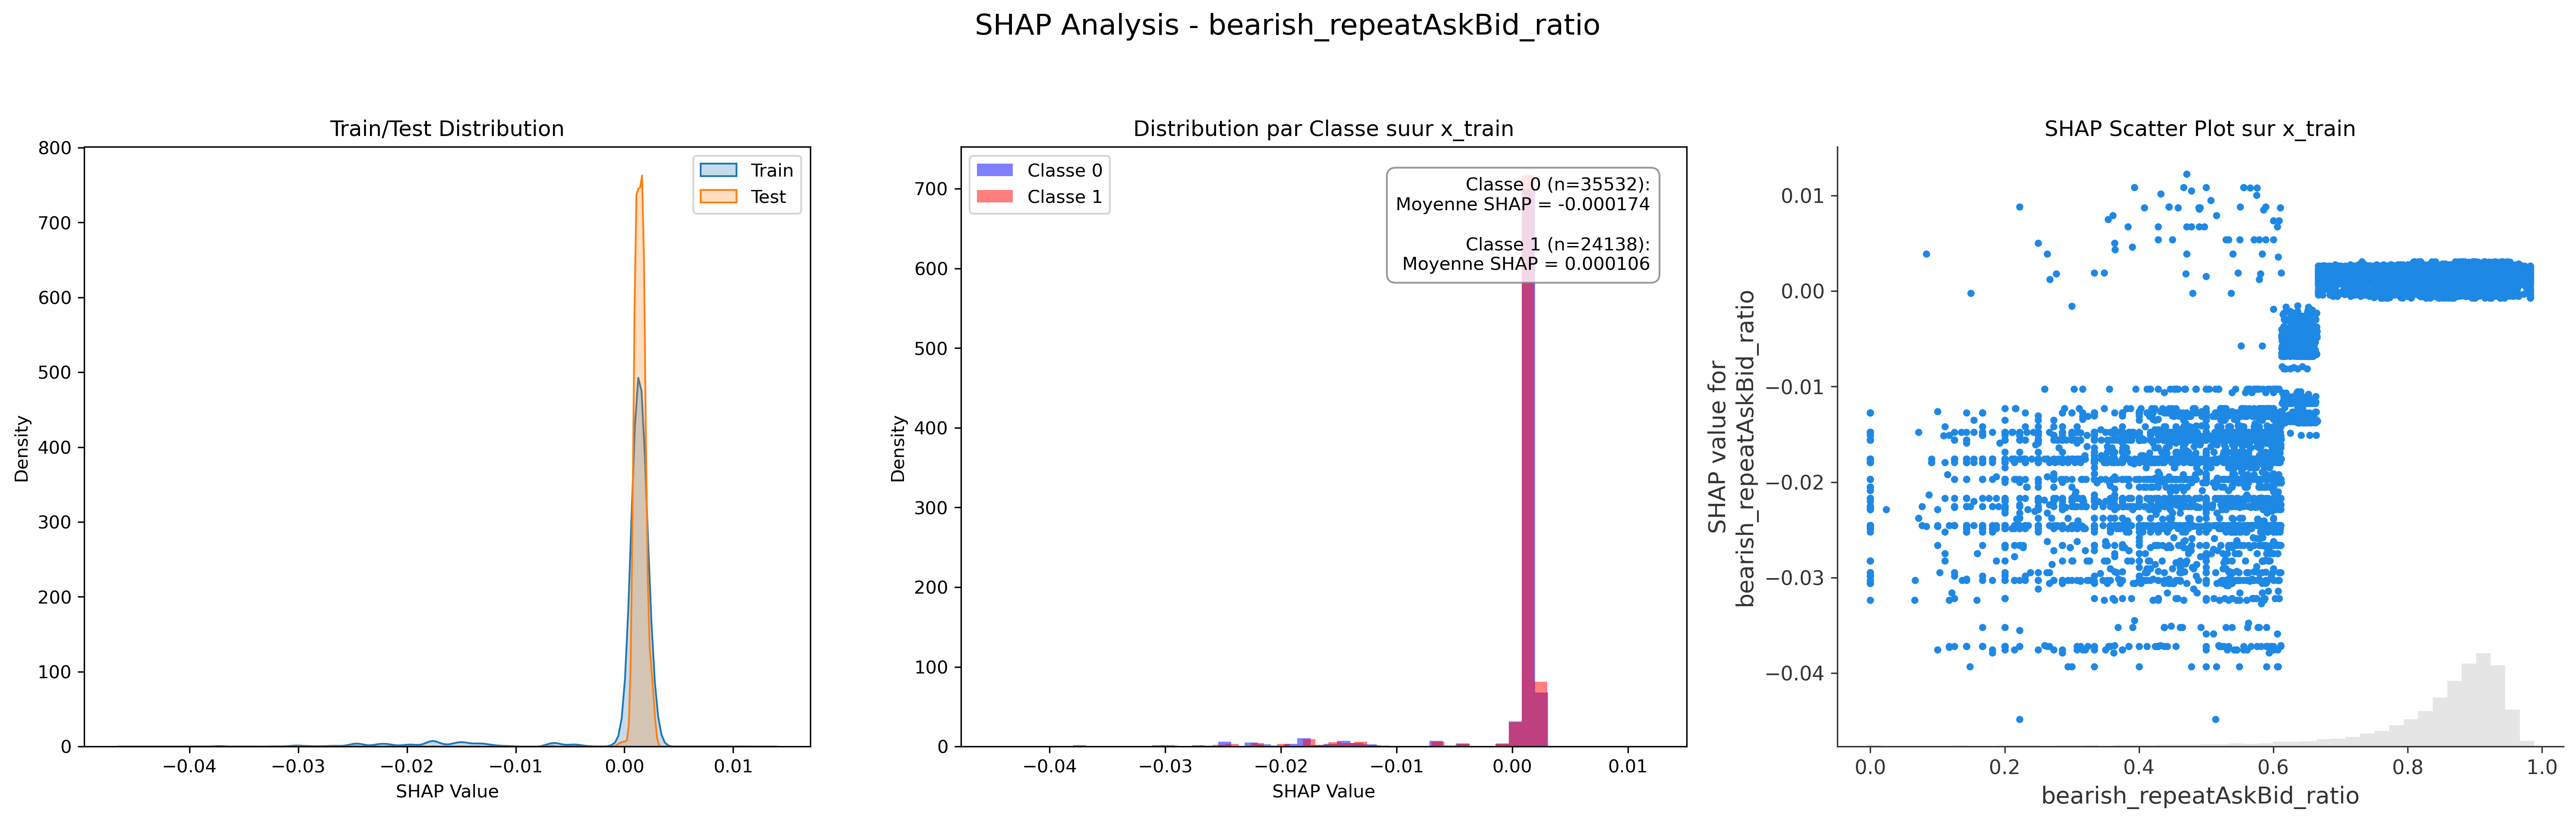 SHAP Analysis - bearish_repeatAskBid_ratio
Train/Test Distribution
800
700
600
500
400
300
200
100
0
Density
−0.04
−0.03
−0.02
−0.01
0.00
0.01
SHAP Value
Train
Test
Distribution par Classe suur x_train
700
600
500
400
300
200
100
0
Density
−0.04
−0.03
−0.02
−0.01
0.00
0.01
SHAP Value
Classe 0
Classe 1
Classe 0 (n=35532):
Moyenne SHAP = -0.000174
Classe 1 (n=24138):
Moyenne SHAP = 0.000106
SHAP Scatter Plot sur x_train
0.01
0.00
−0.01
−0.02
−0.03
−0.04
SHAP value for
bearish_repeatAskBid_ratio
0.0
0.2
0.4
0.6
0.8
1.0
bearish_repeatAskBid_ratio